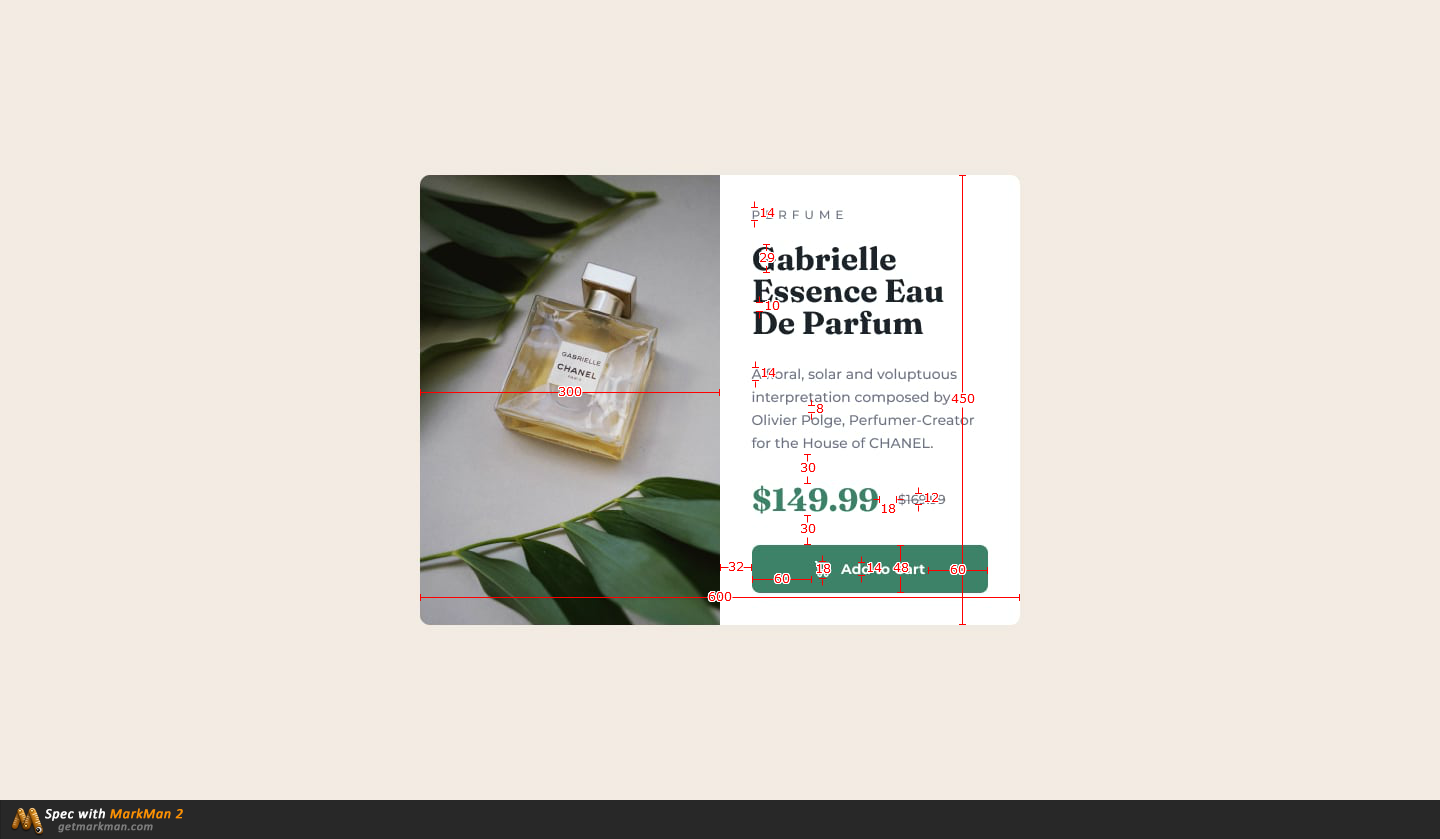 PERFUME
14
Gabrielle
29
Essence Eau
10
De Parfum
A floral, solar and voluptuous
14
interpretation composed by
450
8
Olivier Polge, Perfumer-Creator
for the House of CHANEL.
30
$149.99
18
$169.99
12
30
Add to Cart
32
60
18
14
48
60
600
300
GABRIELLE
CHANEL
PARIS
Spec with MarkMan 2
getmarkman.com